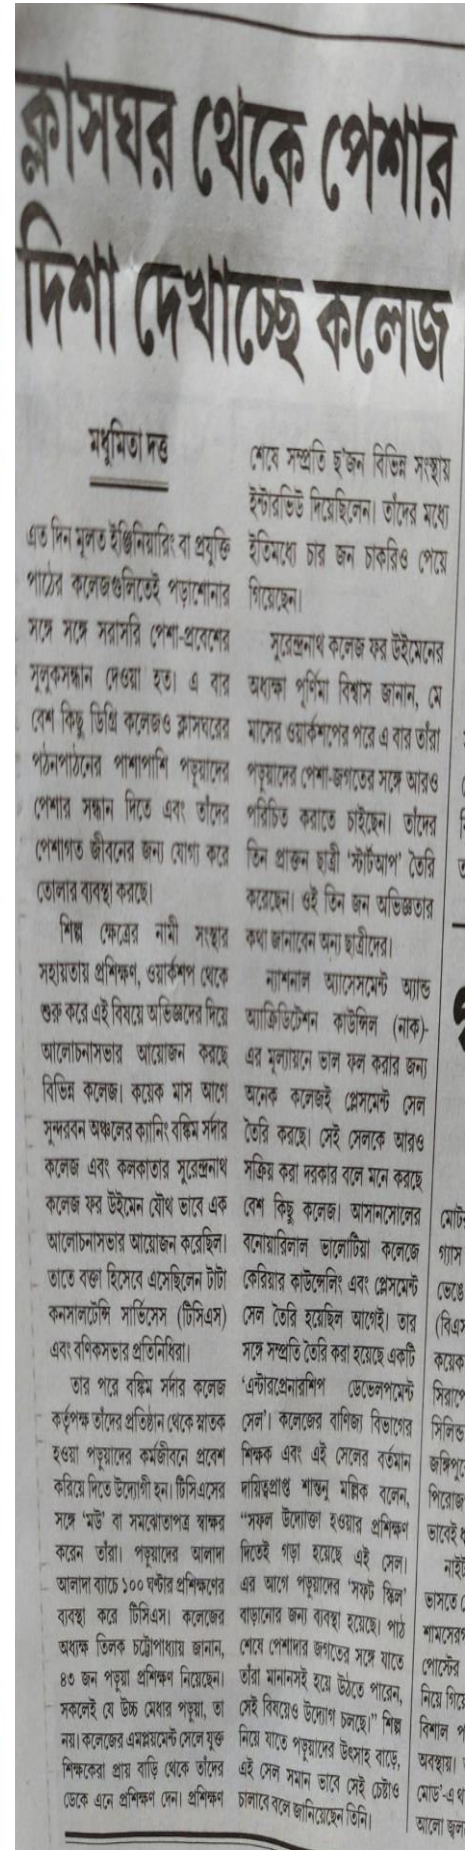 ক্লাসঘর থেকে পেশার
দিশা দেখাচ্ছে কলেজ
মধুমিতা দত্ত
এত দিন মূলত ইঞ্জিনিয়ারিং বা প্রযুক্তি
পাঠের কলেজগুলিতেই পড়াশোনার
সঙ্গে সঙ্গে সরাসরি পেশা-প্রবেশের
সুলুকসন্ধান দেওয়া হত। এ বার
বেশ কিছু ডিগ্রি কলেজও ক্লাসঘরের
পঠনপাঠনের পাশাপাশি পড়ুয়াদের
পেশার সন্ধান দিতে এবং তাঁদের
পেশাগত জীবনের জন্য যোগ্য করে
তোলার ব্যবস্থা করছে।
শিল্প ক্ষেত্রের নামী সংস্থার
সহায়তায় প্রশিক্ষণ, ওয়ার্কশপ থেকে
শুরু করে এই বিষয়ে অভিজ্ঞদের দিয়ে
আলোচনাসভার আয়োজন করছে
বিভিন্ন কলেজ। কয়েক মাস আগে
সুন্দরবন অঞ্চলের ক্যানিং বঙ্কিম সর্দার
কলেজ এবং কলকাতার সুরেন্দ্রনাথ
কলেজ ফর উইমেন যৌথ ভাবে এক
আলোচনাসভার আয়োজন করেছিল।
তাতে বক্তা হিসেবে এসেছিলেন টাটা
কনসালটেন্সি সার্ভিসেস (টিসিএস)
এবং বণিকসভার প্রতিনিধিরা।
তার পরে বঙ্কিম সর্দার কলেজ
কর্তৃপক্ষ তাঁদের প্রতিষ্ঠান থেকে স্নাতক
হওয়া পড়ুয়াদের কর্মজীবনে প্রবেশ
করিয়ে দিতে উদ্যোগী হন। টিসিএসের
সঙ্গে ‘মউ’ বা সমঝোতাপত্র স্বাক্ষর
করেন তাঁরা। পড়ুয়াদের আলাদা
আলাদা ব্যাচে ১০০ ঘণ্টার প্রশিক্ষণের
ব্যবস্থা করে টিসিএস। কলেজের
অধ্যক্ষ তিলক চট্টোপাধ্যায় জানান,
৪৩ জন পড়ুয়া প্রশিক্ষণ নিয়েছেন।
সকলেই যে উচ্চ মেধার পড়ুয়া, তা
নয়। কলেজের এমপ্লয়মেন্ট সেলে যুক্ত
শিক্ষকেরা প্রায় বাড়ি থেকে তাঁদের
ডেকে এনে প্রশিক্ষণ দেন। প্রশিক্ষণ
শেষে সম্প্রতি ছ’জন বিভিন্ন সংস্থায়
ইন্টারভিউ দিয়েছিলেন। তাঁদের মধ্যে
ইতিমধ্যে চার জন চাকরিও পেয়ে
গিয়েছেন।
সুরেন্দ্রনাথ কলেজ ফর উইমেনের
অধ্যক্ষা পূর্ণিমা বিশ্বাস জানান, মে
মাসের ওয়ার্কশপের পরে এ বার তাঁরা
পড়ুয়াদের পেশা-জগতের সঙ্গে আরও
পরিচিত করাতে চাইছেন। তাঁদের
তিন প্রাক্তন ছাত্রী ‘স্টার্টআপ’ তৈরি
করেছেন। ওই তিন জন অভিজ্ঞতার
কথা জানাবেন অন্য ছাত্রীদের।
ন্যাশনাল অ্যাসেসমেন্ট অ্যান্ড
অ্যাক্রিডিটেশন কাউন্সিল (নাক)-
এর মূল্যায়নে ভাল ফল করার জন্য
অনেক কলেজই প্লেসমেন্ট সেল
তৈরি করছে। সেই সেলকে আরও
সক্রিয় করা দরকার বলে মনে করছে
বেশ কিছু কলেজ। আসানসোলের
বনোয়ারিলাল ভালোটিয়া কলেজে
কেরিয়ার কাউন্সেলিং এবং প্লেসমেন্ট
সেল তৈরি হয়েছিল আগেই। তার
সঙ্গে সম্প্রতি তৈরি করা হয়েছে একটি
‘এন্টারপ্রেনারশিপ ডেভেলপমেন্ট
সেল’। কলেজের বাণিজ্য বিভাগের
শিক্ষক এবং এই সেলের বর্তমান
দায়িত্বপ্রাপ্ত শান্তনু মল্লিক বলেন,
“সফল উদ্যোক্তা হওয়ার প্রশিক্ষণ
দিতেই গড়া হয়েছে এই সেল।
এর আগে পড়ুয়াদের ‘সফট স্কিল’
বাড়ানোর জন্য ব্যবস্থা হয়েছে। পাঠ
শেষে পেশাদার জগতের সঙ্গে যাতে
তাঁরা মানানসই হয়ে উঠতে পারেন,
সেই বিষয়েও উদ্যোগ চলছে।” শিল্প
নিয়ে যাতে পড়ুয়াদের উৎসাহ বাড়ে,
এই সেল সমান ভাবে সেই চেষ্টাও
চালাবে বলে জানিয়েছেন তিনি।
মোটর
গ্যাস
ভেঙে
(বিএস
কয়েক
সিরাপে
সিলিন্ড
জঙ্গিপু
পিরোজ
ভাবেই
নাইট
ভাসতে
শামসের
পোস্টের
নিয়ে গিয়ে
বিশাল প
অবস্থায়।
মোড’-এ থা
আলো জ্বল